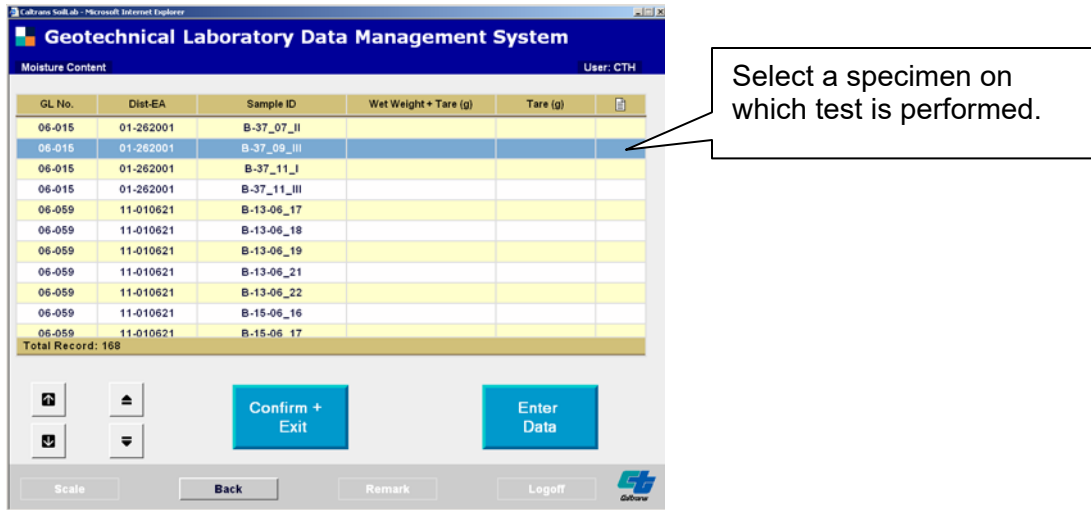 Caltrans SoilLab - Microsoft Internet Explorer
Geotechnical Laboratory Data Management System
Moisture Content User: CTH
GL No. Dist-EA Sample ID Wet Weight + Tare (g) Tare (g)
06-015 01-262001 B-37_07_II
06-015 01-262001 B-37_09_III
06-015 01-262001 B-37_11_I
06-015 01-262001 B-37_11_III
06-059 11-010621 B-13-06_17
06-059 11-010621 B-13-06_18
06-059 11-010621 B-13-06_19
06-059 11-010621 B-13-06_21
06-059 11-010621 B-13-06_22
06-059 11-010621 B-15-06_16
06-059 11-010621 B-15-06_17
Total Record: 168
Confirm +
Exit
Enter
Data
Scale Back Remark Logoff
Caltrans
Select a specimen on
which test is performed.